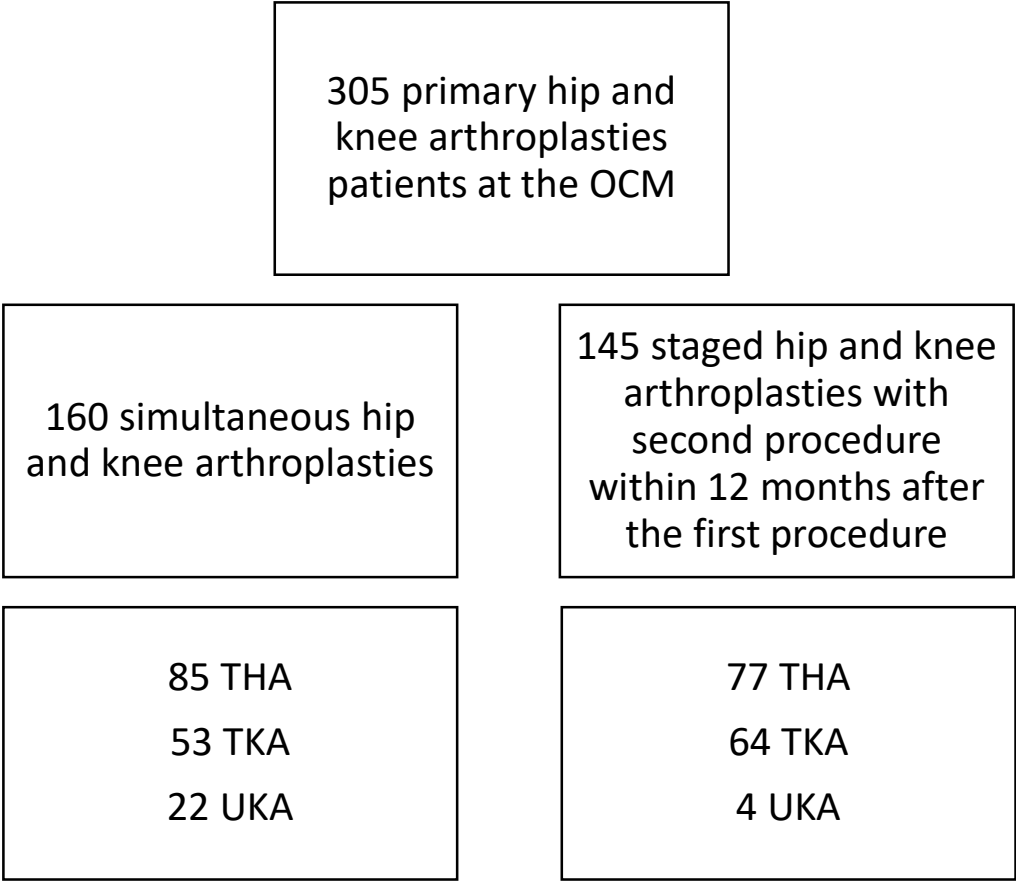 305 primary hip and
knee arthroplasties
patients at the OCM
160 simultaneous hip
and knee arthroplasties
145 staged hip and knee
arthroplasties with
second procedure
within 12 months after
the first procedure
85 THA
53 TKA
22 UKA
77 THA
64 TKA
4 UKA